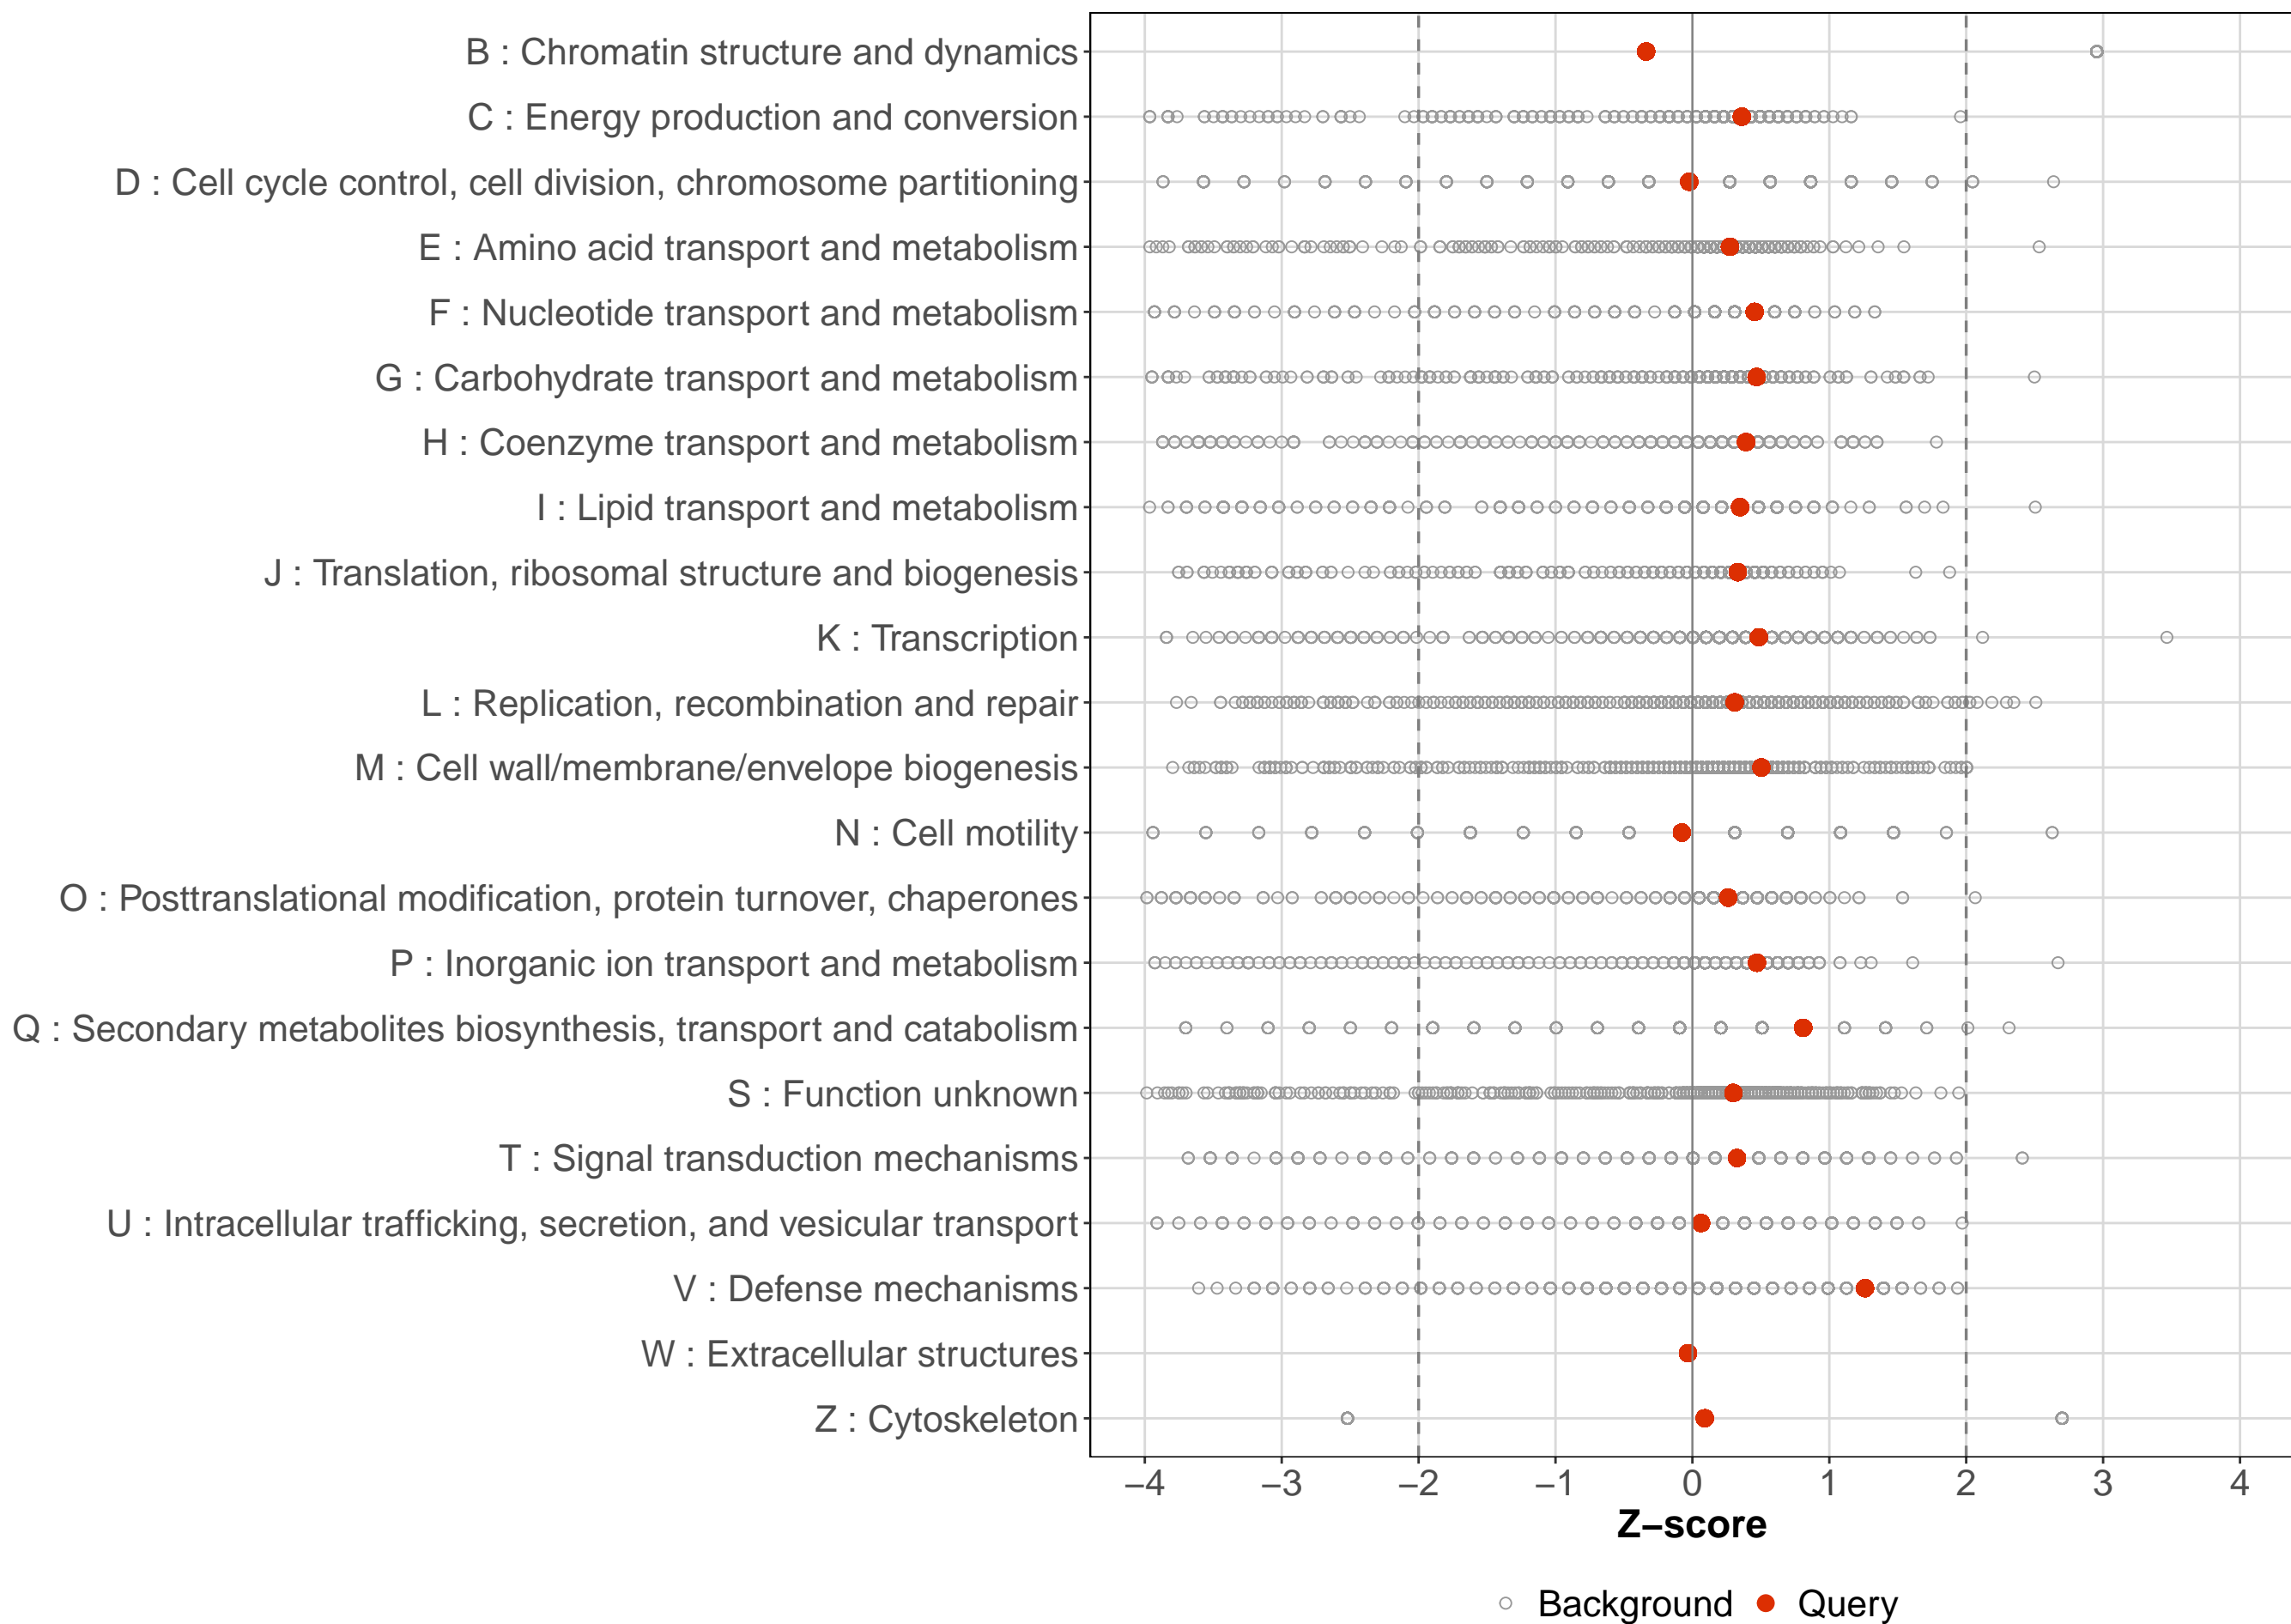 B : Chromatin structure and dynamics
C : Energy production and conversion
D : Cell cycle control, cell division, chromosome partitioning
E : Amino acid transport and metabolism
F : Nucleotide transport and metabolism
G : Carbohydrate transport and metabolism
H : Coenzyme transport and metabolism
I : Lipid transport and metabolism
J : Translation, ribosomal structure and biogenesis
K : Transcription
L : Replication, recombination and repair
M : Cell wall/membrane/envelope biogenesis
N : Cell motility
O : Posttranslational modification, protein turnover, chaperones
P : Inorganic ion transport and metabolism
Q : Secondary metabolites biosynthesis, transport and catabolism
S : Function unknown
T : Signal transduction mechanisms
U : Intracellular trafficking, secretion, and vesicular transport
V : Defense mechanisms
W : Extracellular structures
Z : Cytoskeleton
−4 −3 −2 −1 0 1 2 3 4
Z−score
Background Query